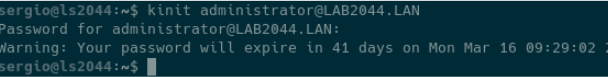 sergio@ls2044:~$ kinit administrator@LAB2044.LAN
Password for administrator@LAB2044.LAN:
Warning: Your password will expire in 41 days on Mon Mar 16 09:29:02
sergio@ls2044:~$